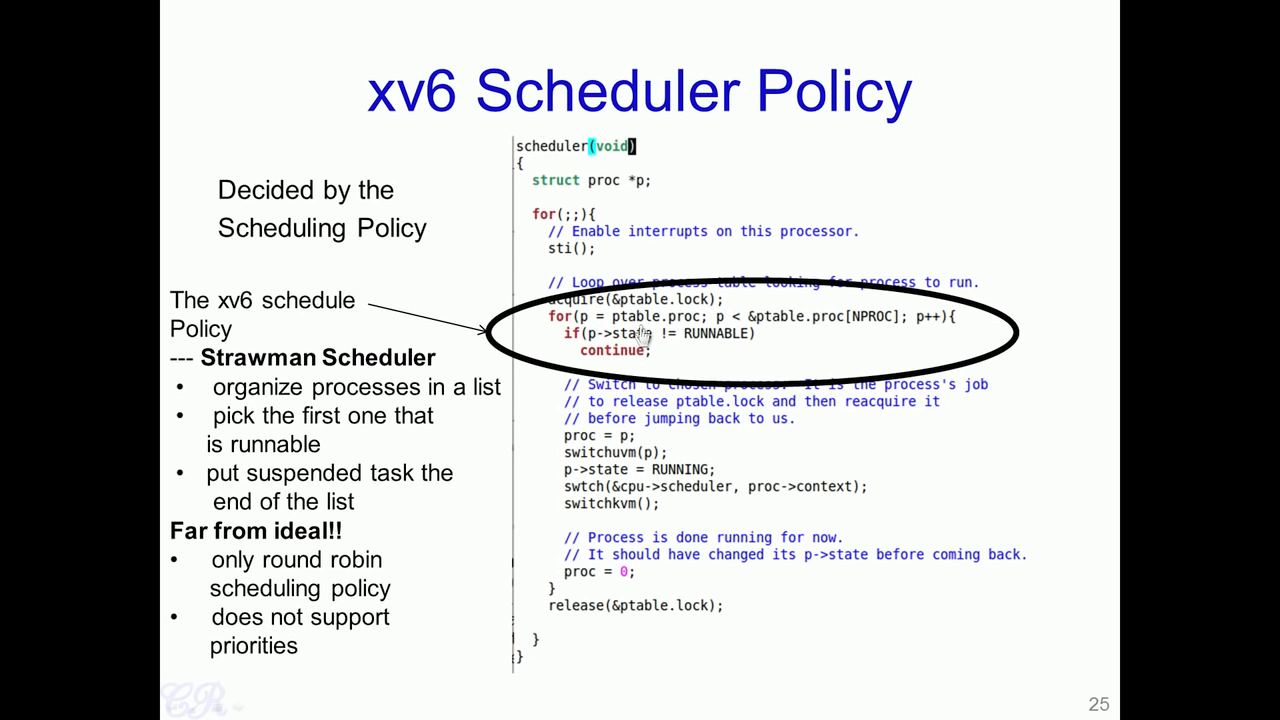 xv6 Scheduler Policy
Decided by the
Scheduling Policy
The xv6 schedule
Policy
--- Strawman Scheduler
• organize processes in a list
• pick the first one that
is runnable
• put suspended task the
end of the list
Far from ideal!!
• only round robin
scheduling policy
• does not support
priorities
scheduler(void)
{
struct proc *p;
for(;;){
// Enable interrupts on this processor.
sti();
// Loop over process table looking for process to run.
acquire(&ptable.lock);
for(p = ptable.proc; p < &ptable.proc[NPROC]; p++){
if(p->state != RUNNABLE)
continue;
// Switch to chosen process.  It is the process's job
// to release ptable.lock and then reacquire it
// before jumping back to us.
proc = p;
switchuvm(p);
p->state = RUNNING;
swtch(&cpu->scheduler, proc->context);
switchkvm();
// Process is done running for now.
// It should have changed its p->state before coming back.
proc = 0;
}
release(&ptable.lock);
}
}
CR
25